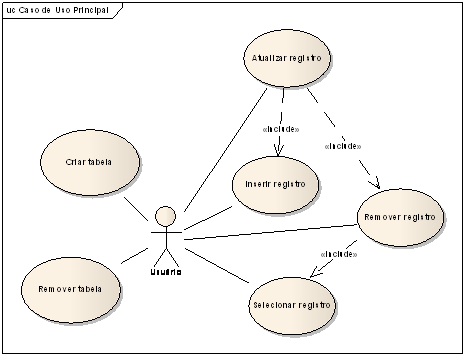 uc Caso de Uso Principal
Atualizar registro
«include»
«include»
Criar tabela
Inserir registro
Remover registro
«include»
Usuário
Remover tabela
Selecionar registro